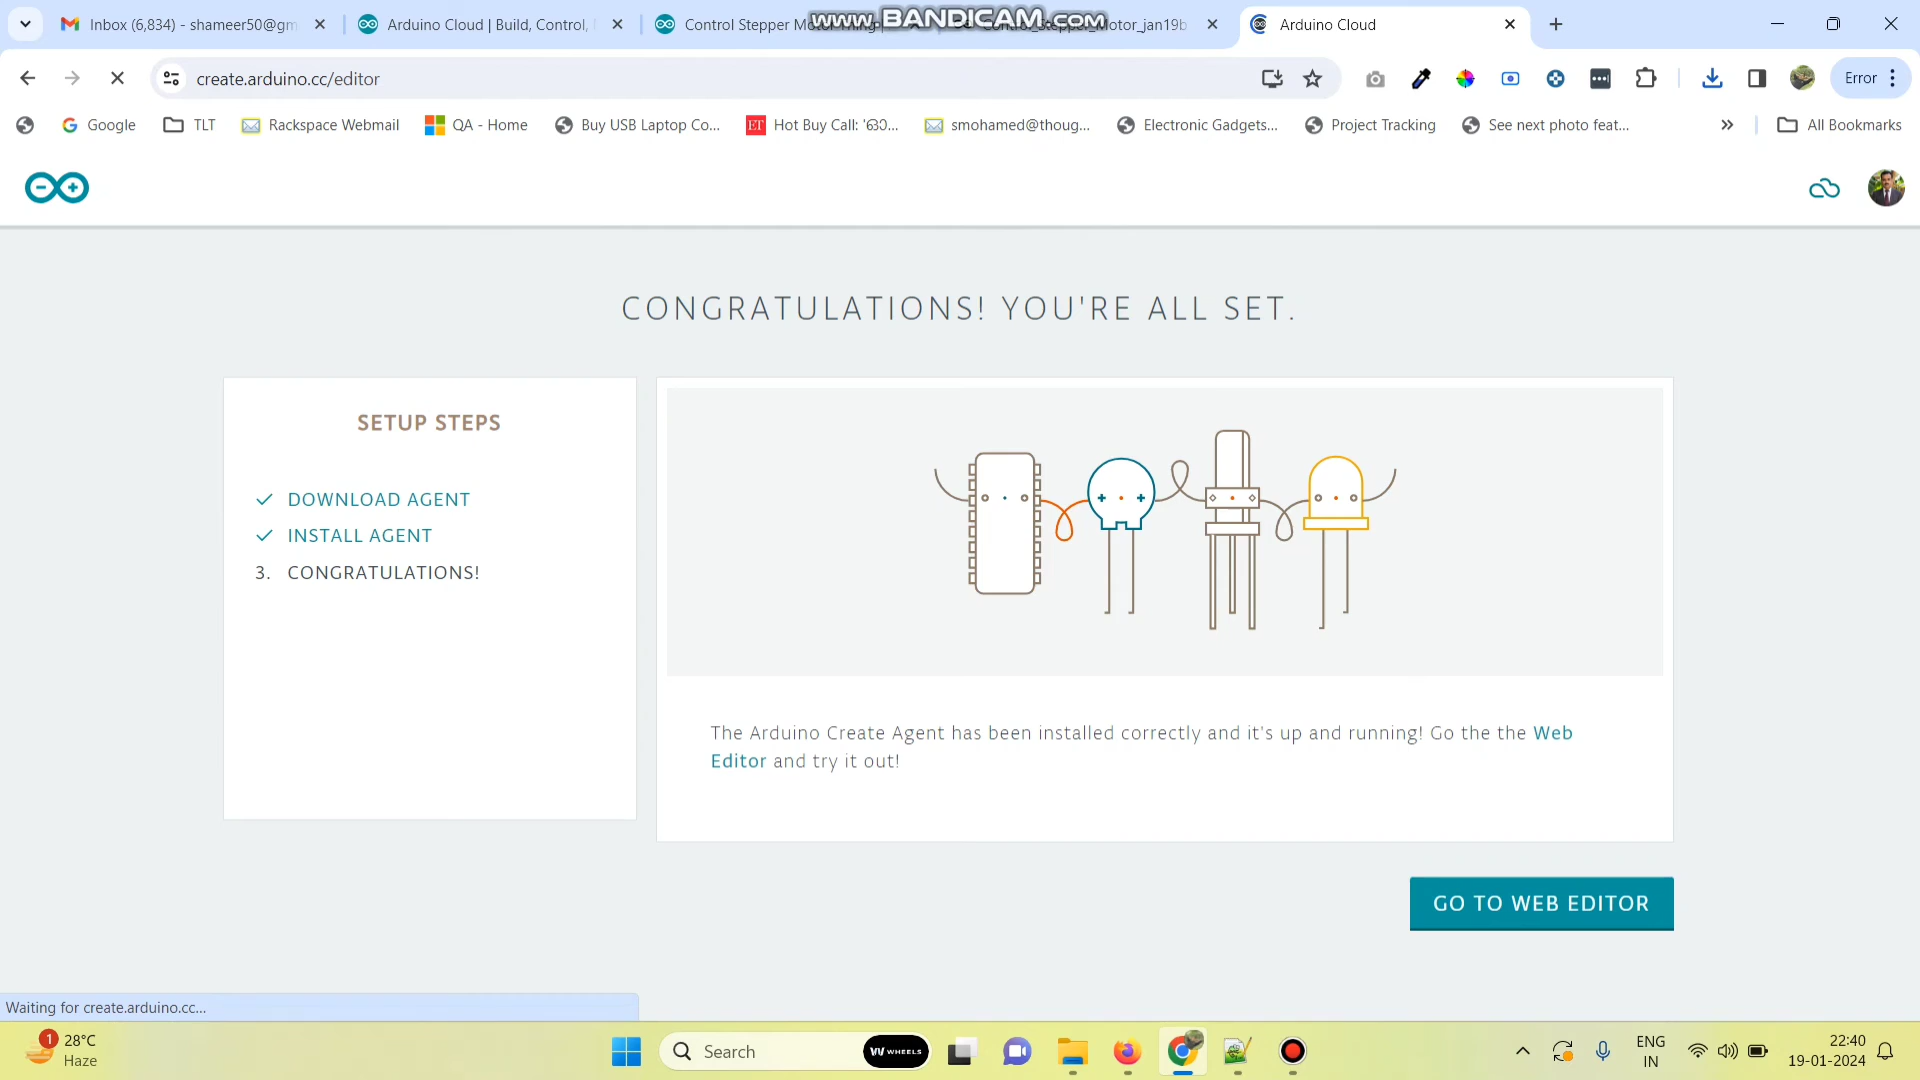 www.BANDICAM.com
Inbox (6,834) - shameer50@gm
Arduino Cloud | Build, Control,
Control Stepper Mo
Motor_jan19b
Arduino Cloud
create.arduino.cc/editor
Error
Google
TLT
Rackspace Webmail
QA - Home
Buy USB Laptop Co...
ET
Hot Buy Call: '630...
smohamed@thoug...
Electronic Gadgets...
Project Tracking
See next photo feat...
All Bookmarks
CONGRATULATIONS! YOU'RE ALL SET.
SETUP STEPS
DOWNLOAD AGENT
INSTALL AGENT
3. CONGRATULATIONS!
The Arduino Create Agent has been installed correctly and it's up and running! Go the the Web
Editor and try it out!
GO TO WEB EDITOR
Waiting for create.arduino.cc...
1
28°C
Haze
Search
WHEELS
ENG
IN
22:40
19-01-2024